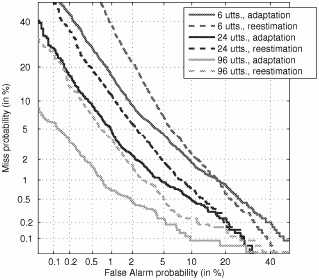 6 utts., adaptation
6 utts., reestimation
24 utts., adaptation
24 utts., reestimation
96 utts., adaptation
96 utts., reestimation
Miss probability (in %)
40
20
10
5
2
1
0.5
0.2
0.1
0.1 0.2 0.5 1 2 5 10 20 40
False Alarm probability (in %)